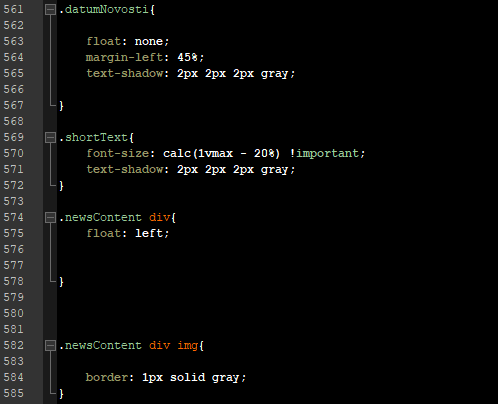 561 .datumNovosti{
562
563 float: none;
564 margin-left: 45%;
565 text-shadow: 2px 2px 2px gray;
566
567 }
568
569 .shortText{
570 font-size: calc(1vmax - 20%) !important;
571 text-shadow: 2px 2px 2px gray;
572 }
573
574 .newsContent div{
575 float: left;
576
577
578 }
579
580
581
582 .newsContent div img{
583
584 border: 1px solid gray;
585 }